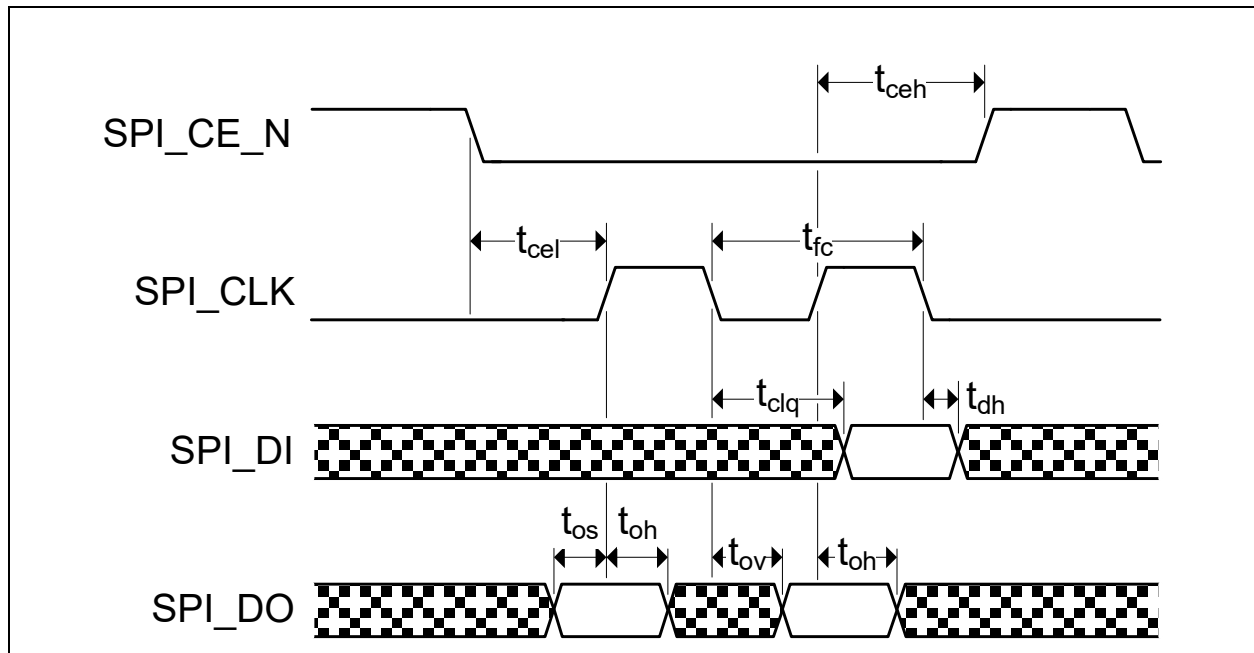 t_ceh
SPI_CE_N
t_cel
t_fc
SPI_CLK
t_clq
t_dh
SPI_DI
t_os
t_oh
t_ov
t_oh
SPI_DO